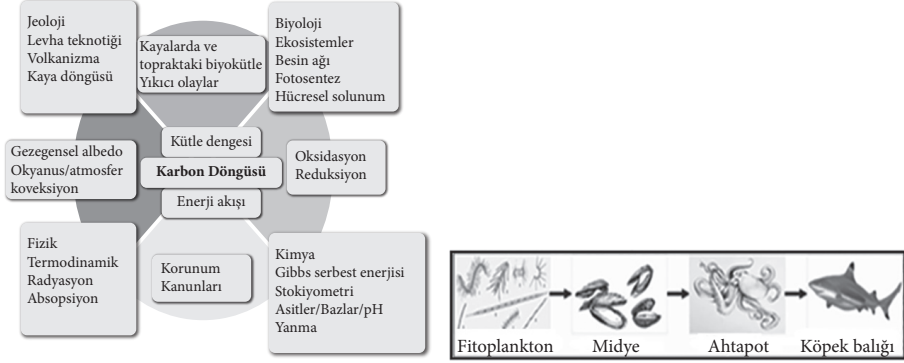 Jeoloji
Levha teknotiği
Volkanizma
Kaya döngüsü
Kayalarda ve
topraktaki biyokütle
Yıkıcı olaylar
Biyoloji
Ekosistemler
Besin ağı
Fotosentez
Hücresel solunum
Gezegensel albedo
Okyanus/atmosfer
koveksiyon
Kütle dengesi
Karbon Döngüsü
Enerji akışı
Oksidasyon
Reduksiyon
Fizik
Termodinamik
Radyasyon
Absopsiyon
Korunum
Kanunları
Kimya
Gibbs serbest enerjisi
Stokiyometri
Asitler/Bazlar/pH
Yanma
Fitoplankton
Midye
Ahtapot
Köpek balığı